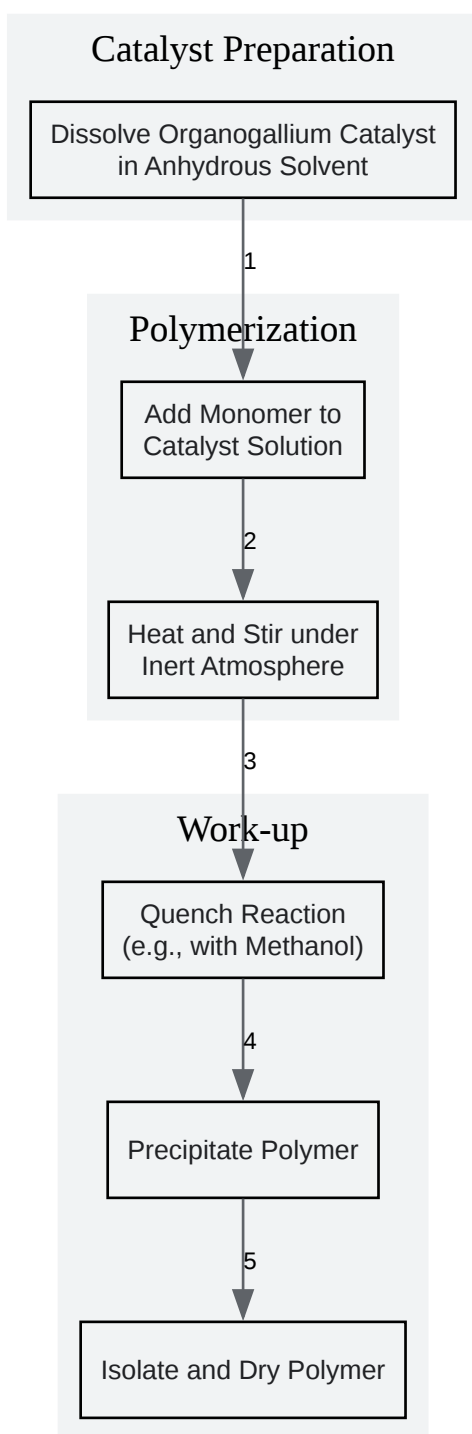 Catalyst Preparation
Dissolve Organogallium Catalyst
in Anhydrous Solvent
1
Polymerization
Add Monomer to
Catalyst Solution
2
Heat and Stir under
Inert Atmosphere
3
Work-up
Quench Reaction
(e.g., with Methanol)
4
Precipitate Polymer
5
Isolate and Dry Polymer